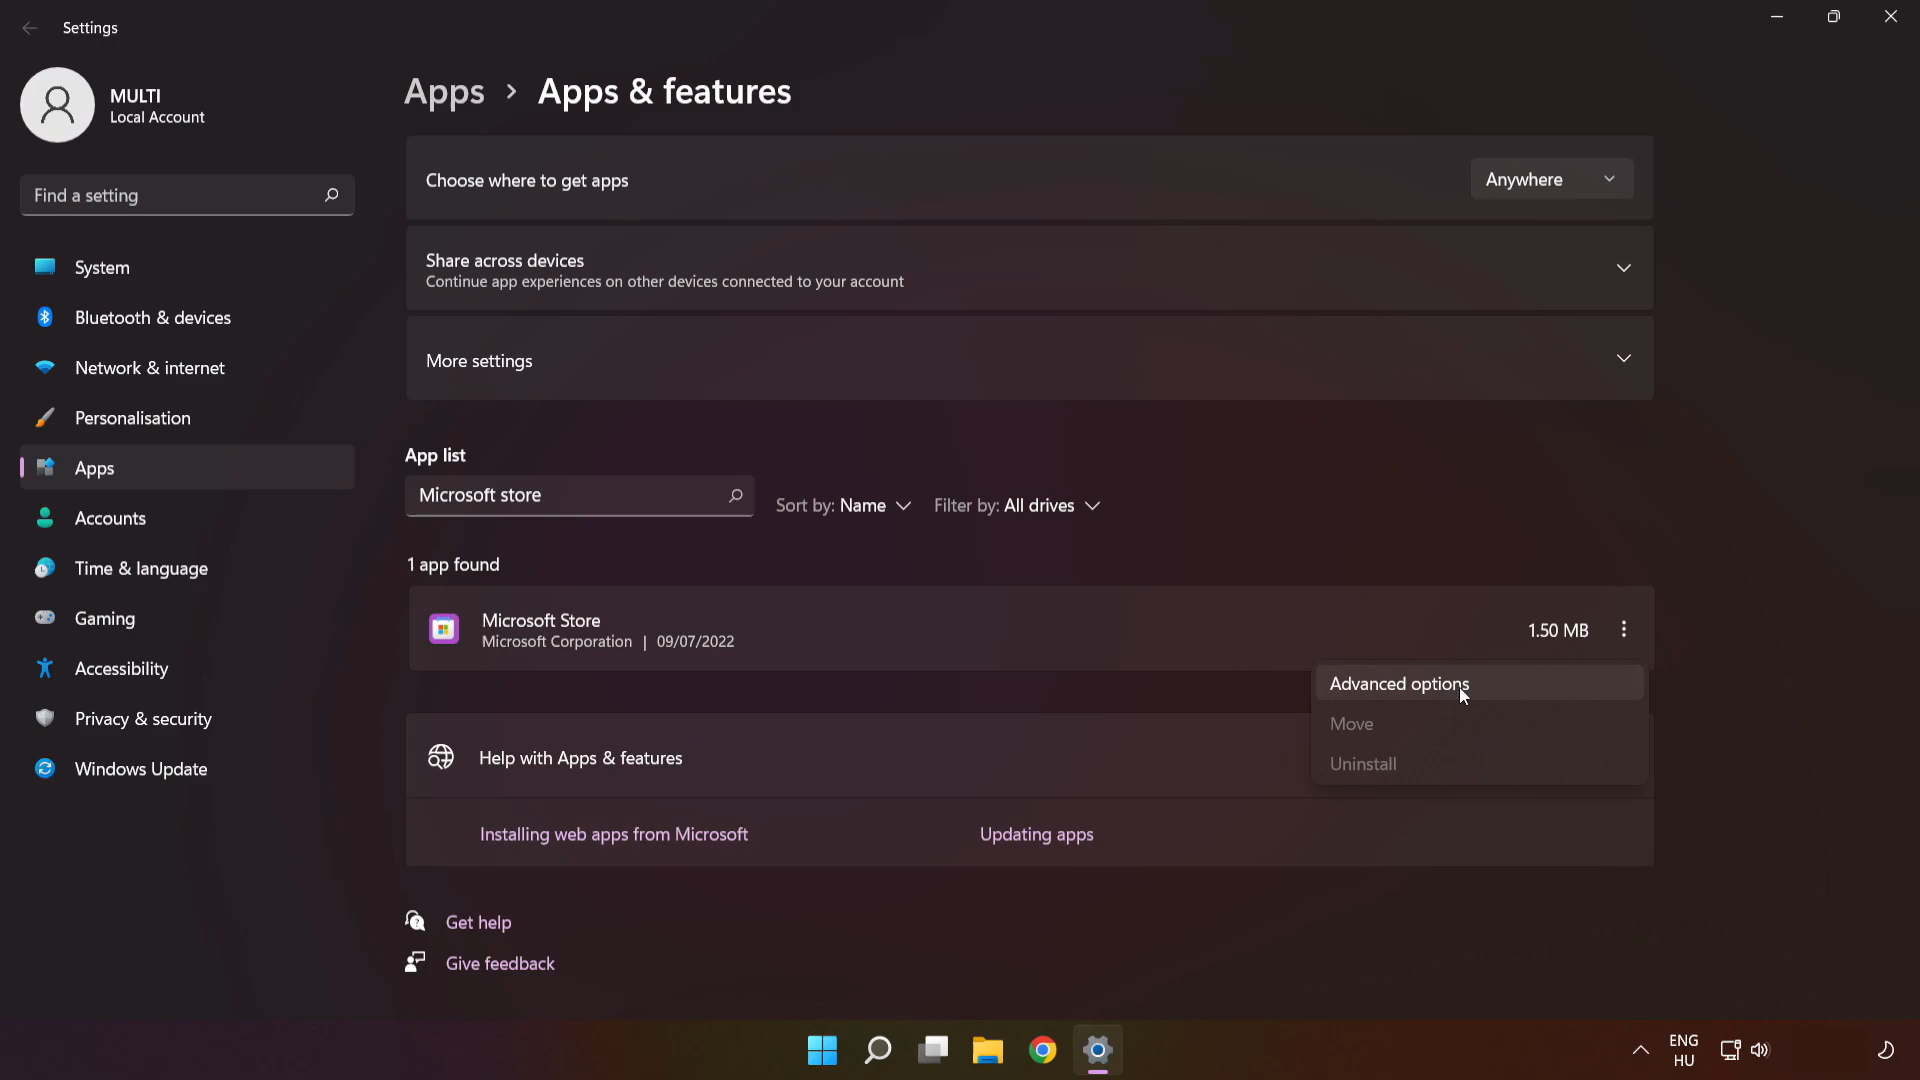 Settings
MULTI
Local Account
Find a setting
System
Bluetooth & devices
Network & internet
Personalisation
Apps
Accounts
Time & language
Gaming
Accessibility
Privacy & security
Windows Update
Apps > Apps & features
Choose where to get apps
Anywhere
Share across devices
Continue app experiences on other devices connected to your account
More settings
App list
Microsoft store
Sort by: Name
Filter by: All drives
1 app found
Microsoft Store
Microsoft Corporation | 09/07/2022
1.50 MB
Advanced options
Move
Uninstall
Help with Apps & features
Installing web apps from Microsoft
Updating apps
Get help
Give feedback
ENG
HU